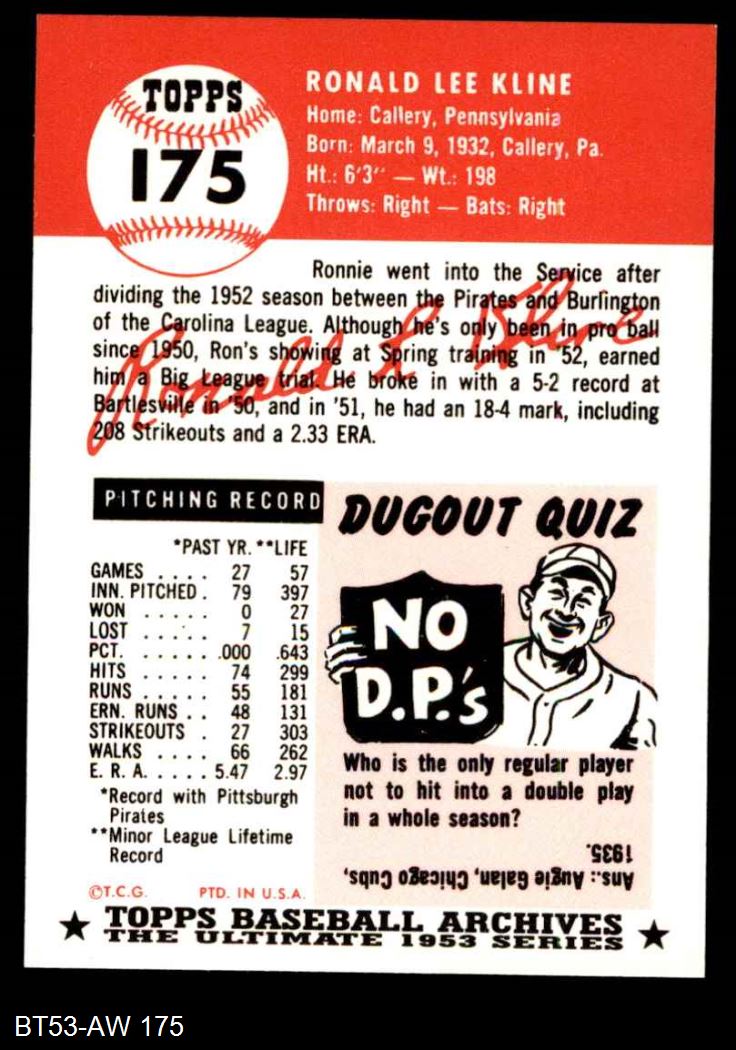 TOPPS
175
RONALD LEE KLINE
Home: Callery, Pennsylvania
Born: March 9, 1932, Callery, Pa.
Ht.: 6'3" — Wt.: 198
Throws: Right — Bats: Right
Ronnie went into the Service after
dividing the 1952 season between the Pirates and Burlington
of the Carolina League. Although he's only been in pro ball
since 1950, Ron's showing at Spring training in '52, earned
him a Big League trial. He broke in with a 5-2 record at
Bartlesville in '50, and in '51, he had an 18-4 mark, including
208 Strikeouts and a 2.33 ERA.
Ronald L Kline
PITCHING RECORD
*PAST YR. **LIFE
GAMES . . . . 27 57
INN. PITCHED . 79 397
WON . . . . . 0 27
LOST . . . . . 7 15
PCT. . . . . . .000 .643
HITS . . . . . 74 299
RUNS . . . . . 55 181
ERN. RUNS . . 48 131
STRIKEOUTS . 27 303
WALKS . . . . 66 262
E. R. A. . . . . 5.47 2.97
*Record with Pittsburgh
Pirates
**Minor League Lifetime
Record
DUGOUT QUIZ
NO
D.P.'s
Who is the only regular player
not to hit into a double play
in a whole season?
Ans.: Augie Galan, Chicago Cubs,
1935.
©T.C.G. PTD. IN U.S.A.
★ TOPPS BASEBALL ARCHIVES ★
THE ULTIMATE 1953 SERIES
BT53-AW 175